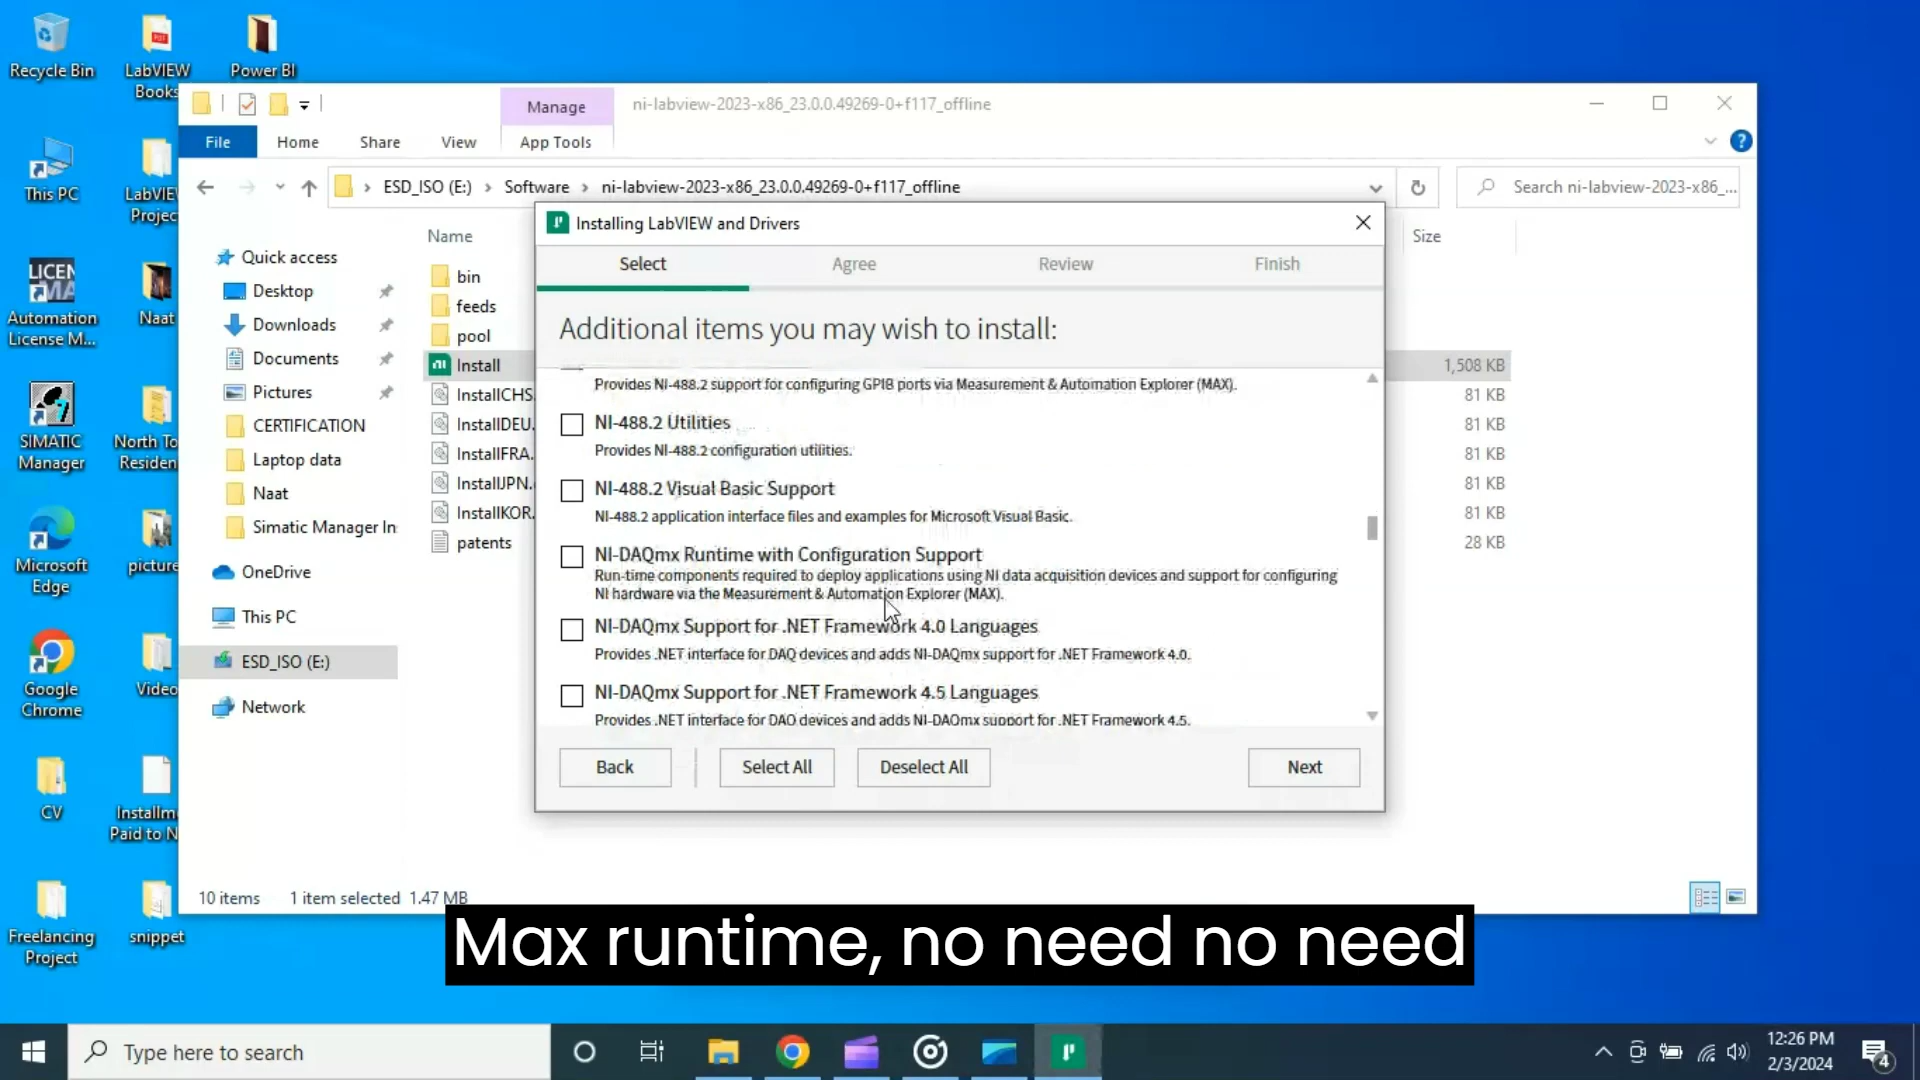 Recycle Bin
LabVIEW
Books
Power BI
This PC
LabVIEW
Project
LICEN
MA
Automation
License M...
Naat
7
SIMATIC
Manager
North To
Residen
Microsoft
Edge
picture
Google
Chrome
Video
CV
Installme
Paid to N
Freelancing
Project
snippet
Manage
ni-labview-2023-x86_23.0.0.49269-0+f117_offline
File
Home
Share
View
App Tools
?
ESD_ISO (E:)
Software
ni-labview-2023-x86_23.0.0.49269-0+f117_offline
Search ni-labview-2023-x86_...
Name
Size
Quick access
Desktop
Downloads
Documents
Pictures
CERTIFICATION
Laptop data
Naat
Simatic Manager In
OneDrive
This PC
ESD_ISO (E:)
Network
bin
feeds
pool
Install
1,508 KB
InstallCHS.
81 KB
InstallDEU.
81 KB
InstallFRA.
81 KB
InstallJPN.
81 KB
InstallKOR.
81 KB
patents
28 KB
Installing LabVIEW and Drivers
Select
Agree
Review
Finish
Additional items you may wish to install:
Provides NI-488.2 support for configuring GPIB ports via Measurement & Automation Explorer (MAX).
NI-488.2 Utilities
Provides NI-488.2 configuration utilities.
NI-488.2 Visual Basic Support
NI-488.2 application interface files and examples for Microsoft Visual Basic.
NI-DAQmx Runtime with Configuration Support
Run-time components required to deploy applications using NI data acquisition devices and support for configuring
NI hardware via the Measurement & Automation Explorer (MAX).
NI-DAQmx Support for .NET Framework 4.0 Languages
Provides .NET interface for DAQ devices and adds NI-DAQmx support for .NET Framework 4.0.
NI-DAQmx Support for .NET Framework 4.5 Languages
Provides .NET interface for DAQ devices and adds NI-DAQmx support for .NET Framework 4.5.
Back
Select All
Deselect All
Next
10 items
1 item selected 1.47 MB
Max runtime, no need no need
Type here to search
12:26 PM
2/3/2024
4